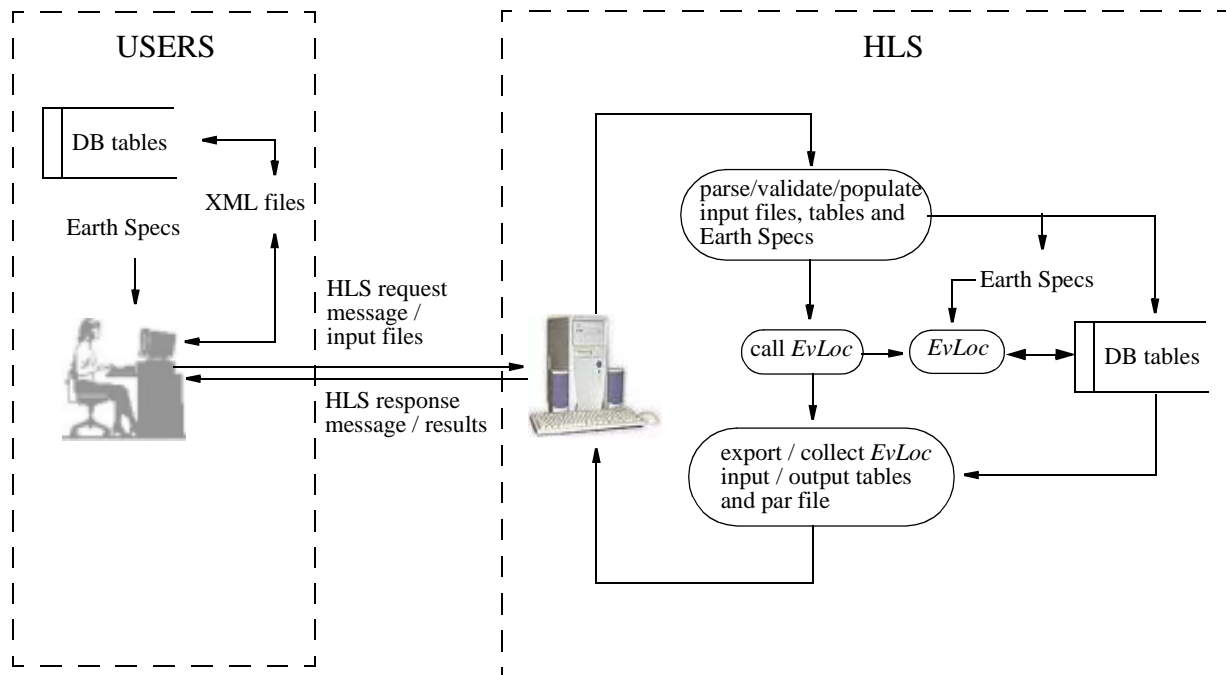 USERS
DB tables
XML files
Earth Specs
HLS request
message /
input files
HLS response
message / results
HLS
parse/validate/populate
input files, tables and
Earth Specs
Earth Specs
call EvLoc
EvLoc
DB tables
export / collect EvLoc
input / output tables
and par file